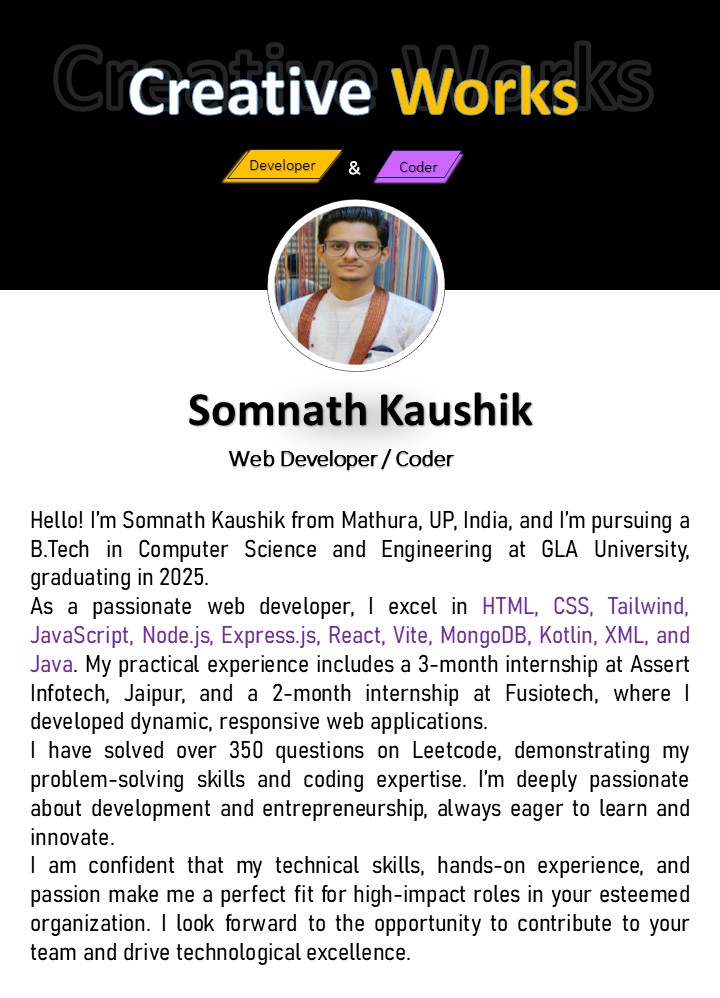 Creative Works
Creative Works
Developer & Coder
Somnath Kaushik
Web Developer / Coder
Hello! I'm Somnath Kaushik from Mathura, UP, India, and I'm pursuing a
B.Tech in Computer Science and Engineering at GLA University,
graduating in 2025.
As a passionate web developer, I excel in HTML, CSS, Tailwind,
JavaScript, Node.js, Express.js, React, Vite, MongoDB, Kotlin, XML, and
Java. My practical experience includes a 3-month internship at Assert
Infotech, Jaipur, and a 2-month internship at Fusiotech, where I
developed dynamic, responsive web applications.
I have solved over 350 questions on Leetcode, demonstrating my
problem-solving skills and coding expertise. I'm deeply passionate
about development and entrepreneurship, always eager to learn and
innovate.
I am confident that my technical skills, hands-on experience, and
passion make me a perfect fit for high-impact roles in your esteemed
organization. I look forward to the opportunity to contribute to your
team and drive technological excellence.